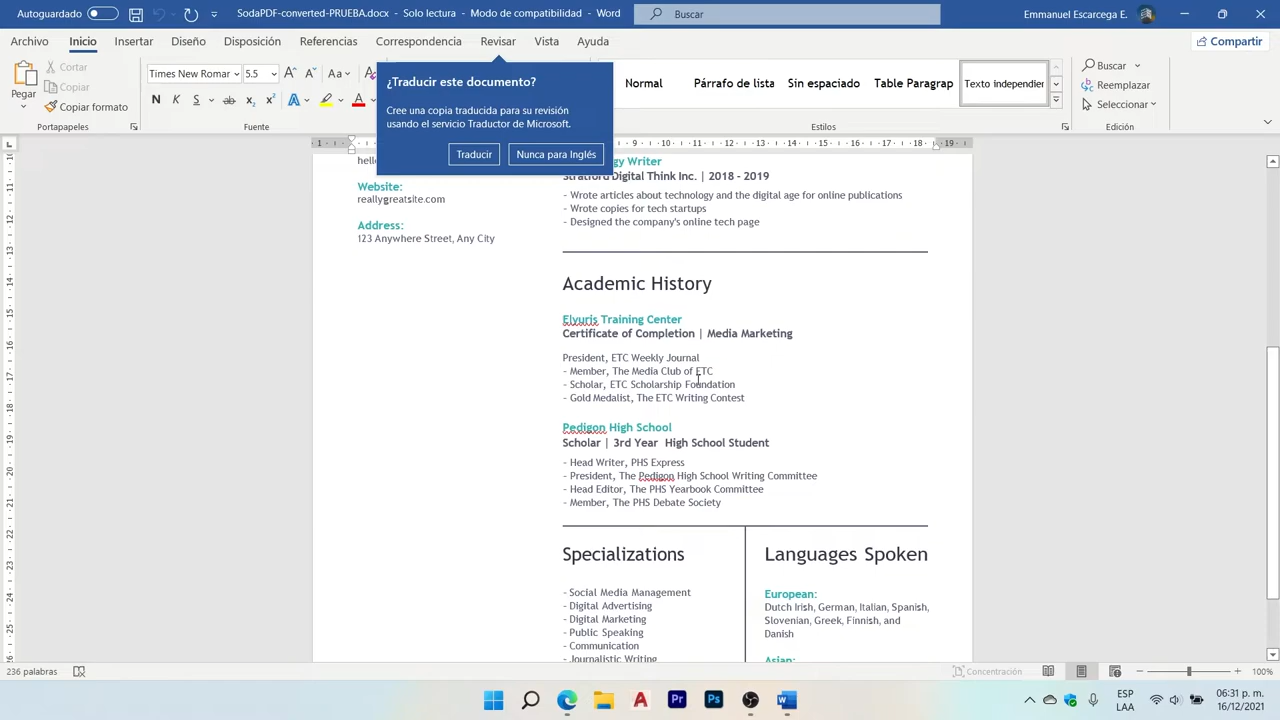 Autoguardado
SodaPDF-converted-PRUEBA.docx - Modo de compatibilidad - Word
Buscar
Emmanuel Escarcega E.
Archivo Inicio Insertar Diseño Disposición Referencias Correspondencia Revisar Vista Ayuda
Compartir
Pegar
Cortar
Copiar
Copiar formato
Portapapeles
Times New Romar 5.5
Aa
N K S ab x₂ x² A A
Fuente
¿Traducir este documento?
Cree una copia traducida para su revisión
usando el servicio Traductor de Microsoft.
Traducir Nunca para Inglés
Normal Párrafo de lista Sin espaciado Table Paragrap Texto independier
Estilos
Buscar
Reemplazar
Seleccionar
Edición
Website:
reallygreatsite.com
Address:
123 Anywhere Street, Any City
gy Writer
Stratford Digital Think Inc. | 2018 - 2019
- Wrote articles about technology and the digital age for online publications
- Wrote copies for tech startups
- Designed the company's online tech page
Academic History
Elyuris Training Center
Certificate of Completion | Media Marketing
President, ETC Weekly Journal
- Member, The Media Club of ETC
- Scholar, ETC Scholarship Foundation
- Gold Medalist, The ETC Writing Contest
Pedigon High School
Scholar | 3rd Year High School Student
- Head Writer, PHS Express
- President, The Pedigon High School Writing Committee
- Head Editor, The PHS Yearbook Committee
- Member, The PHS Debate Society
Specializations
- Social Media Management
- Digital Advertising
- Digital Marketing
- Public Speaking
- Communication
- Journalistic Writing
Languages Spoken
European:
Dutch Irish, German, Italian, Spanish,
Slovenian, Greek, Finnish, and
Danish
Asian:
236 palabras
Concentración
100%
ESP
LAA
06:31 p. m.
16/12/2021